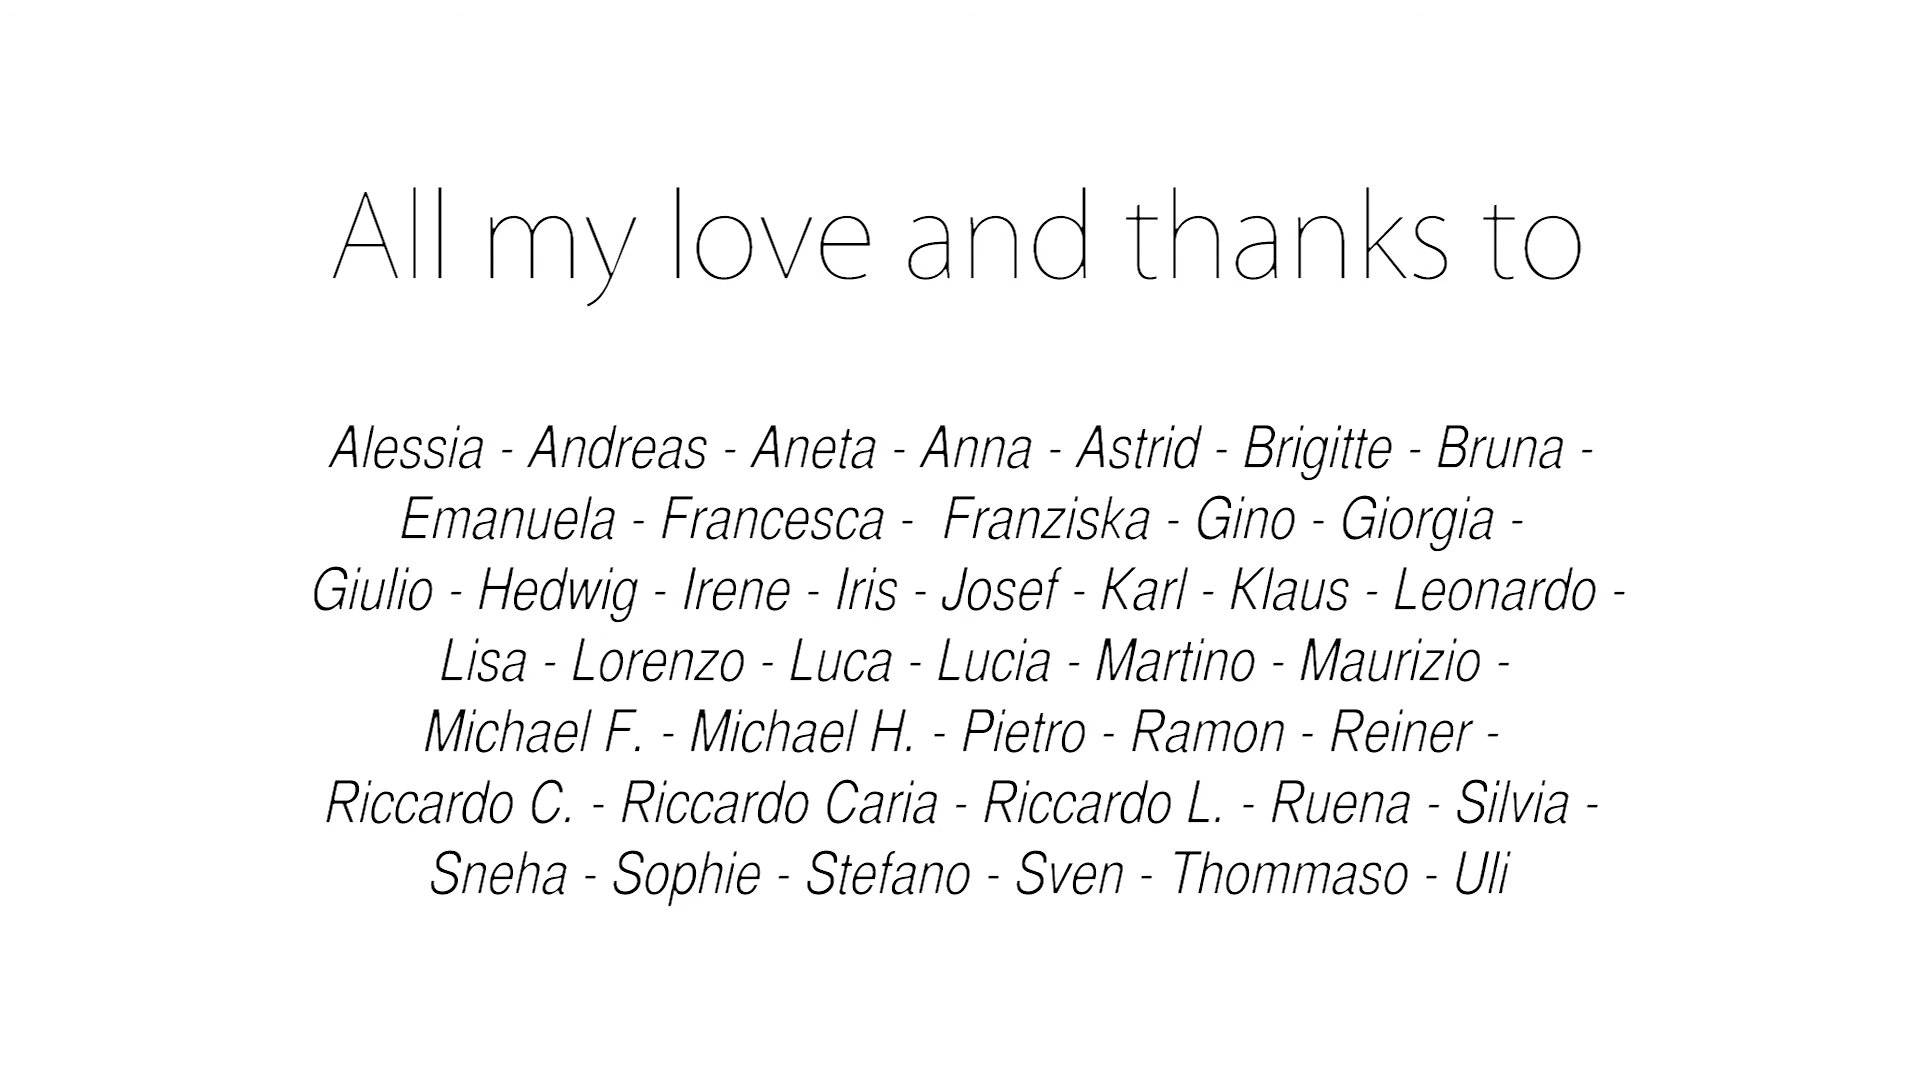 All my love and thanks to
Alessia - Andreas - Aneta - Anna - Astrid - Brigitte - Bruna -
Emanuela - Francesca -  Franziska - Gino - Giorgia -
Giulio - Hedwig - Irene - Iris - Josef - Karl - Klaus - Leonardo -
Lisa - Lorenzo - Luca - Lucia - Martino - Maurizio -
Michael F. - Michael H. - Pietro - Ramon - Reiner -
Riccardo C. - Riccardo Caria - Riccardo L. - Ruena - Silvia -
Sneha - Sophie - Stefano - Sven - Thommaso - Uli